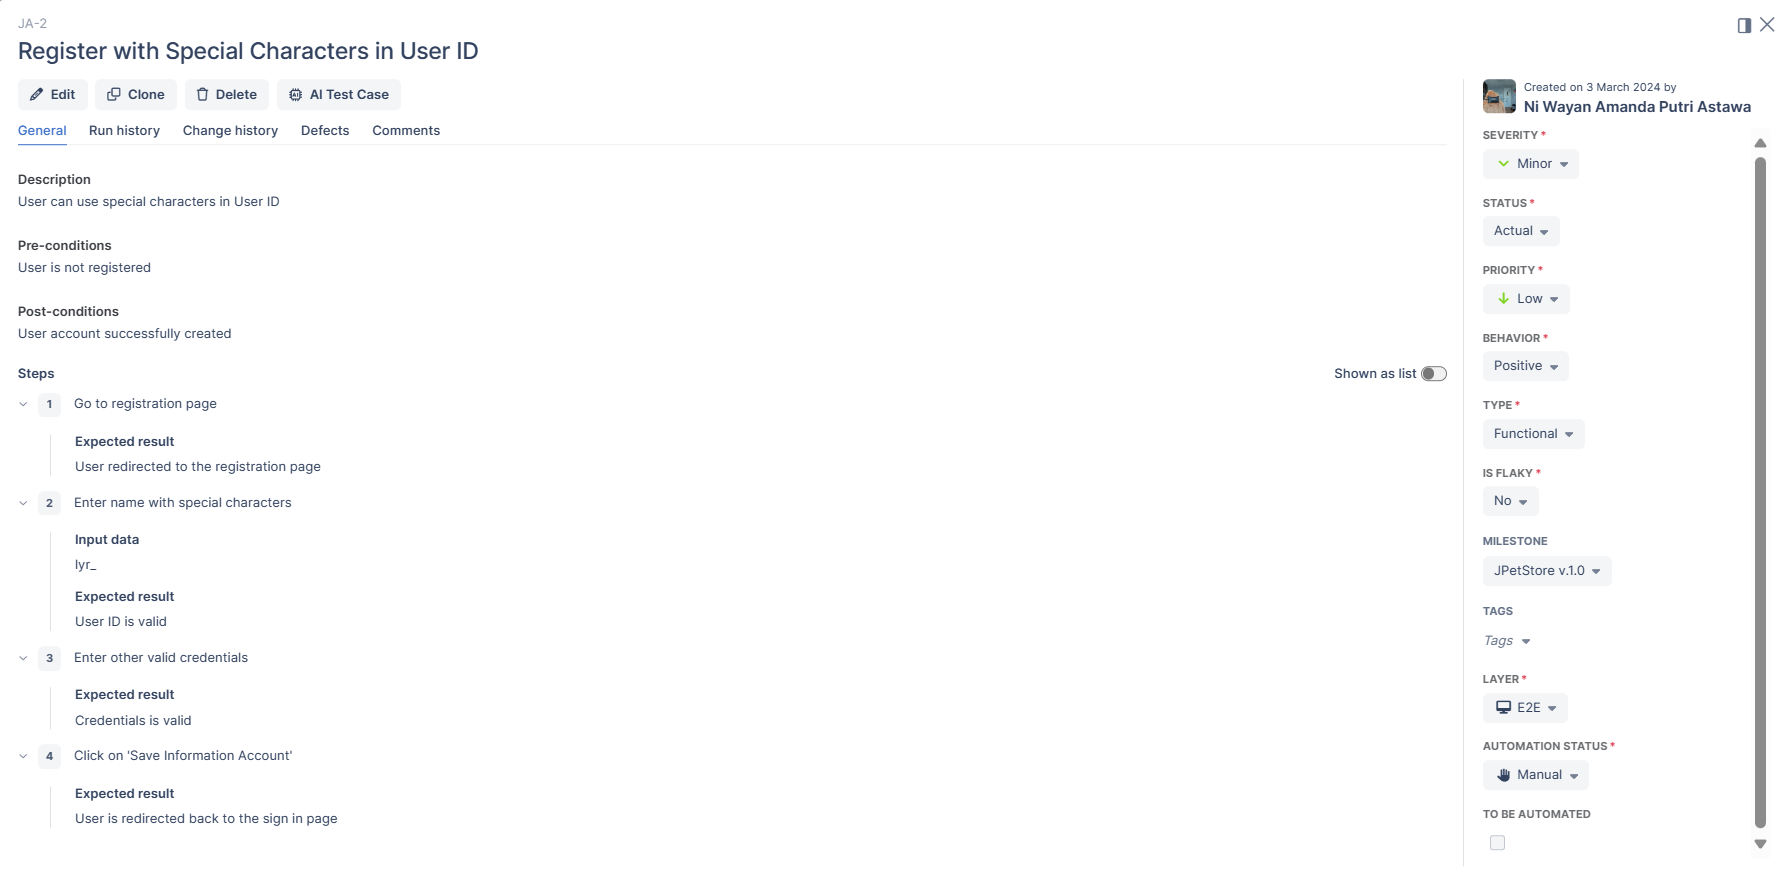 JA-2
Register with Special Characters in User ID
Edit
Clone
Delete
AI Test Case
General
Run history
Change history
Defects
Comments
Description
User can use special characters in User ID
Pre-conditions
User is not registered
Post-conditions
User account successfully created
Steps
Shown as list
1 Go to registration page
Expected result
User redirected to the registration page
2 Enter name with special characters
Input data
lyr_
Expected result
User ID is valid
3 Enter other valid credentials
Expected result
Credentials is valid
4 Click on 'Save Information Account'
Expected result
User is redirected back to the sign in page
Created on 3 March 2024 by
Ni Wayan Amanda Putri Astawa
SEVERITY *
Minor
STATUS *
Actual
PRIORITY *
Low
BEHAVIOR *
Positive
TYPE *
Functional
IS FLAKY *
No
MILESTONE
JPetStore v.1.0
TAGS
Tags
LAYER *
E2E
AUTOMATION STATUS *
Manual
TO BE AUTOMATED